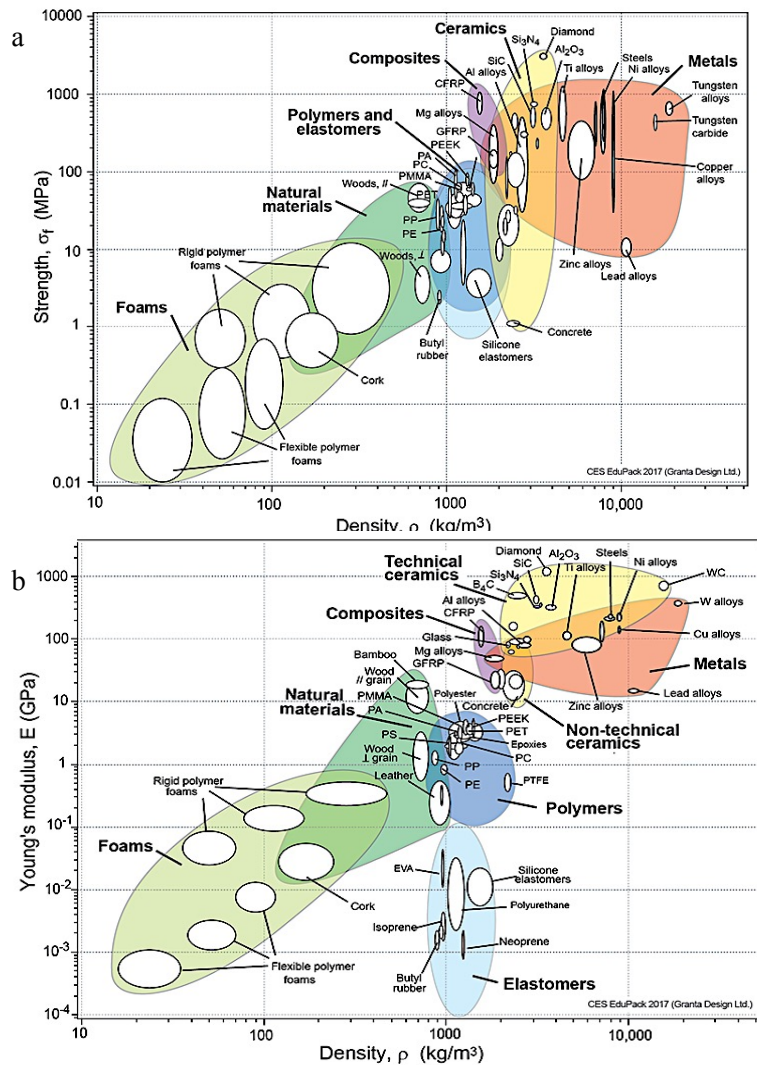 a
10000
1000
100
10
1
0.1
0.01
Strength, σf (MPa)
10
100
1000
10,000
Density, ρ (kg/m³)
Ceramics
Si3N4
Diamond
SiC
Al2O3
Composites
Al alloys
Ti alloys
Steels
Ni alloys
Metals
CFRP
Tungsten
alloys
Mg alloys
Polymers and
elastomers
GFRP
PEEK
Tungsten
carbide
PA
PC
PMMA
Woods, //
PET
Natural
materials
Copper
alloys
PP
PE
Rigid polymer
foams
Woods, ⊥
Zinc alloys
Lead alloys
Foams
Butyl
rubber
Silicone
elastomers
Concrete
Cork
Flexible polymer
foams
CES EduPack 2017 (Granta Design Ltd.)
b
1000
100
10
1
10-1
10-2
10-3
10-4
Young's modulus, E (GPa)
10
100
1000
10,000
Density, ρ (kg/m³)
Technical
ceramics
Diamond
SiC
Al2O3
Steels
Si3N4
Ti alloys
Ni alloys
B4C
WC
Al alloys
Composites
CFRP
W alloys
Glass
Cu alloys
Mg alloys
Bamboo
GFRP
Metals
Wood
// grain
Polyester
Zinc alloys
Lead alloys
Natural
materials
PMMA
Concrete
PA
PEEK
Non-technical
ceramics
PET
PS
Epoxies
Wood
⊥ grain
PC
PP
Leather
PE
PTFE
Rigid polymer
foams
Polymers
Foams
EVA
Silicone
elastomers
Cork
Polyurethane
Isoprene
Neoprene
Flexible polymer
foams
Butyl
rubber
Elastomers
CES EduPack 2017 (Granta Design Ltd.)